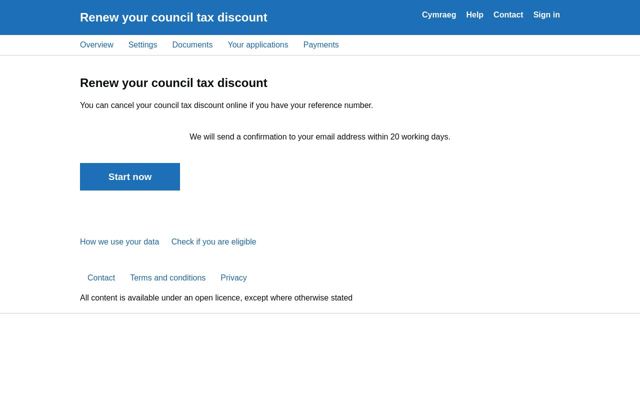 Renew your council tax discount
Cymraeg Help Contact Sign in
Overview Settings Documents Your applications Payments
Renew your council tax discount
You can cancel your council tax discount online if you have your reference number.
We will send a confirmation to your email address within 20 working days.
Start now
How we use your data Check if you are eligible
Contact Terms and conditions Privacy
All content is available under an open licence, except where otherwise stated